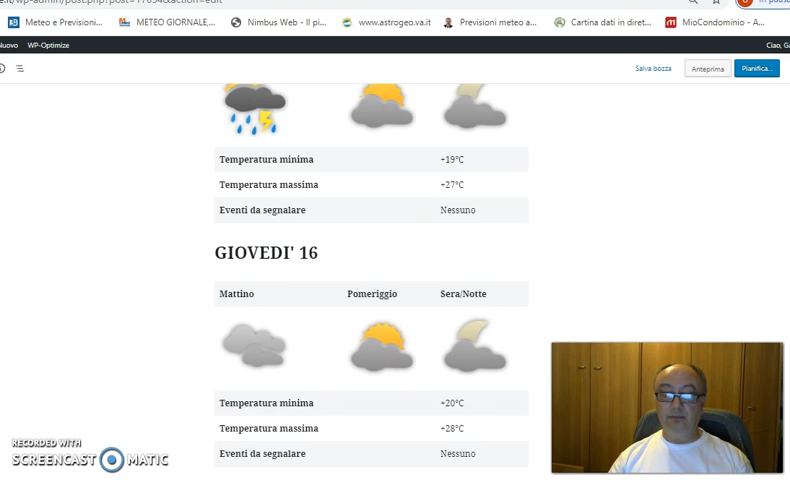 Meteo e Previsioni...
METEO GIORNALE,...
Nimbus Web - Il pi...
www.astrogeo.va.it
Previsioni meteo a...
Cartina dati in diret...
MioCondominio - A...
WP-Optimize
Salva bozza
Anteprima
Pianifica...
Temperatura minima +19°C
Temperatura massima +27°C
Eventi da segnalare Nessuno
GIOVEDI' 16
Mattino Pomeriggio Sera/Notte
Temperatura minima +20°C
Temperatura massima +28°C
Eventi da segnalare Nessuno
RECORDED WITH
SCREENCAST MATIC